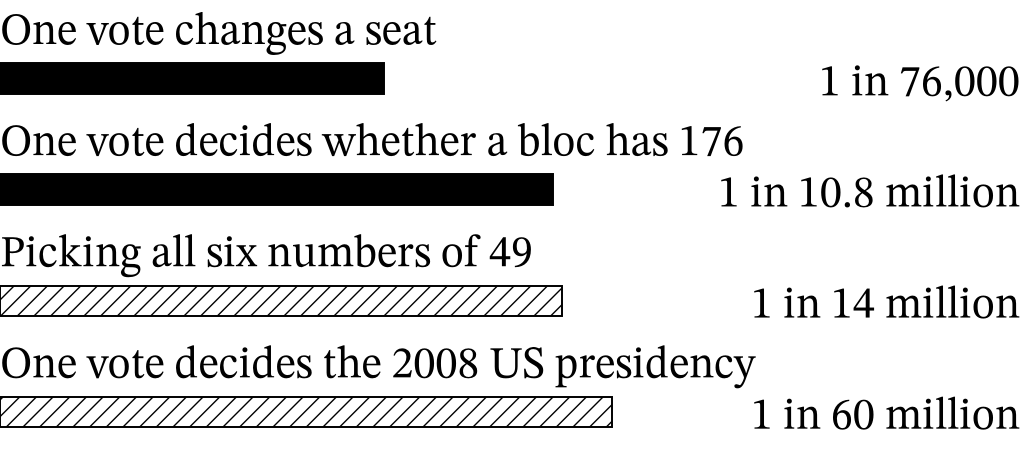 One vote changes a seat
1 in 76,000
One vote decides whether a bloc has 176
1 in 10.8 million
Picking all six numbers of 49
1 in 14 million
One vote decides the 2008 US presidency
1 in 60 million